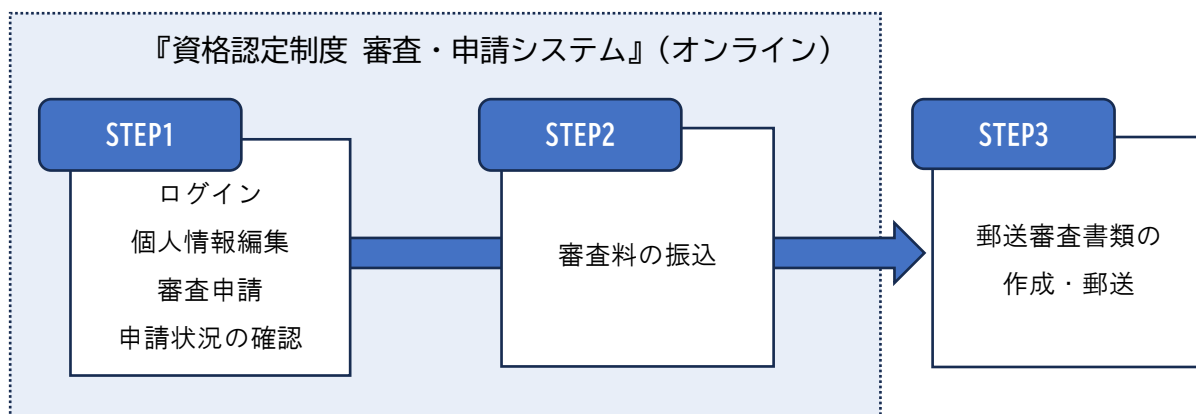 『資格認定制度 審査・申請システム』（オンライン）
STEP1
ログイン
個人情報編集
審査申請
申請状況の確認
STEP2
審査料の振込
STEP3
郵送審査書類の
作成・郵送